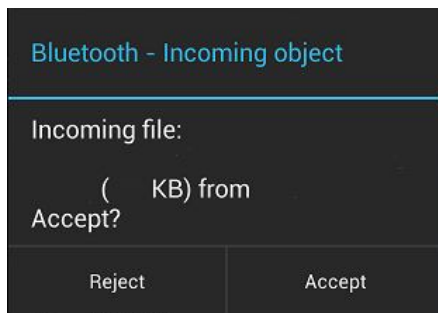 Bluetooth - Incoming object
Incoming file:
( KB) from
Accept?
Reject Accept